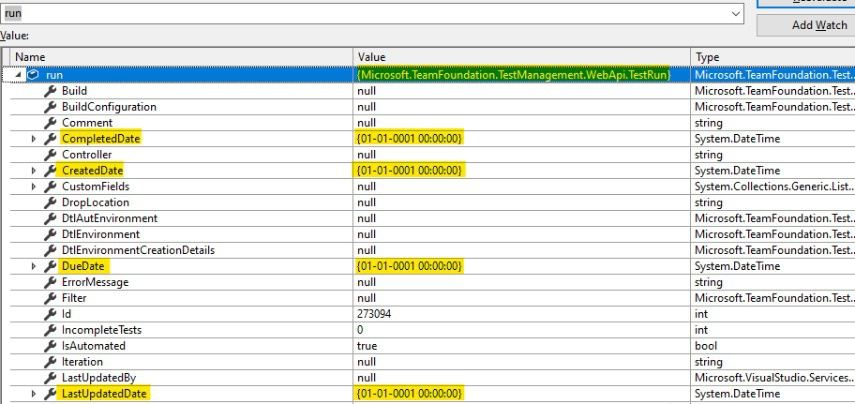 Reevaluate
run
Add Watch
Value:
Name Value Type
run {Microsoft.TeamFoundation.TestManagement.WebApi.TestRun} Microsoft.TeamFoundation.Test...
Build null Microsoft.TeamFoundation.Test...
BuildConfiguration null Microsoft.TeamFoundation.Test...
Comment null string
CompletedDate {01-01-0001 00:00:00} System.DateTime
Controller null string
CreatedDate {01-01-0001 00:00:00} System.DateTime
CustomFields null System.Collections.Generic.List...
DropLocation null string
DtlAutEnvironment null Microsoft.TeamFoundation.Test...
DtlEnvironment null Microsoft.TeamFoundation.Test...
DtlEnvironmentCreationDetails null Microsoft.TeamFoundation.Test...
DueDate {01-01-0001 00:00:00} System.DateTime
ErrorMessage null string
Filter null Microsoft.TeamFoundation.Test...
Id 273094 int
IncompleteTests 0 int
IsAutomated true bool
Iteration null string
LastUpdatedBy null Microsoft.VisualStudio.Services...
LastUpdatedDate {01-01-0001 00:00:00} System.DateTime